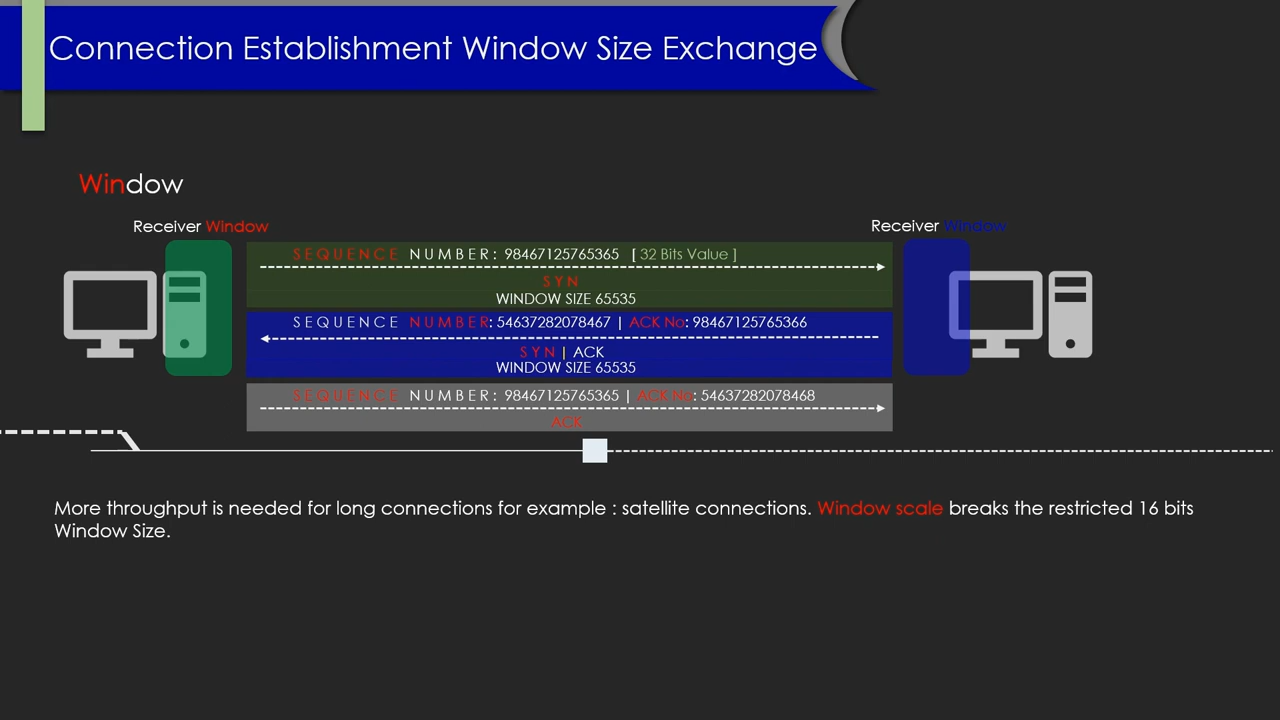 Connection Establishment Window Size Exchange
Window
Receiver Window
Receiver Window
SEQUENCE NUMBER: 98467125765365 [ 32 Bits Value ]
SYN
WINDOW SIZE 65535
SEQUENCE NUMBER: 54637282078467 | ACK No: 98467125765366
SYN | ACK
WINDOW SIZE 65535
SEQUENCE NUMBER: 98467125765365 | ACK No: 54637282078468
ACK
More throughput is needed for long connections for example : satellite connections. Window scale breaks the restricted 16 bits
Window Size.